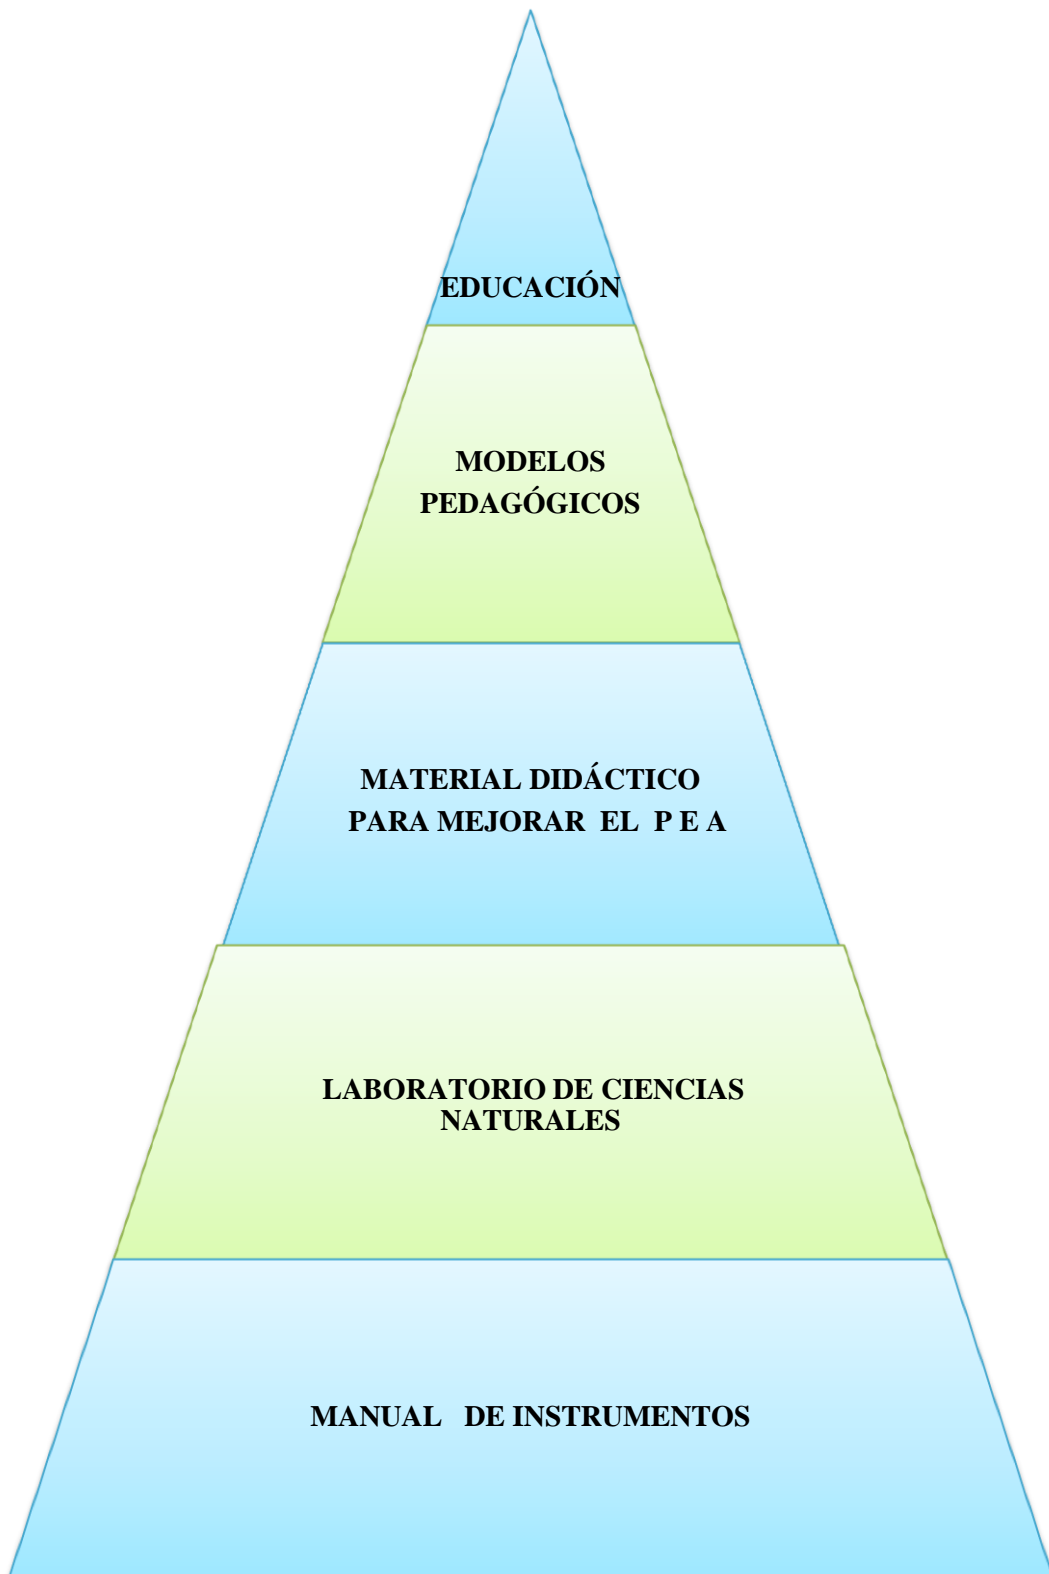 EDUCACIÓN
MODELOS
PEDAGÓGICOS
MATERIAL DIDÁCTICO
PARA MEJORAR EL P E A
LABORATORIO DE CIENCIAS
NATURALES
MANUAL DE INSTRUMENTOS